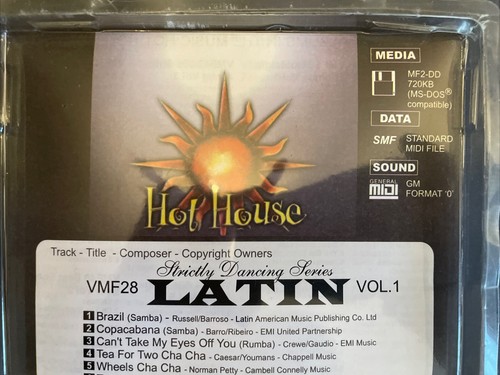 MEDIA
MF2-DD
720KB
(MS-DOS®
compatible)
DATA
SMF STANDARD
MIDI FILE
SOUND
GENERAL
MIDI
GM
FORMAT '0'
Hot House
Track - Title - Composer - Copyright Owners
Strictly Dancing Series
VMF28 LATIN VOL.1
1 Brazil (Samba) - Russell/Barroso - Latin American Music Publishing Co. Ltd
2 Copacabana (Samba) - Barro/Ribeiro - EMI United Partnership
3 Can't Take My Eyes Off You (Rumba) - Crewe/Gaudio - EMI Music
4 Tea For Two Cha Cha - Caesar/Youmans - Chappell Music
5 Wheels Cha Cha - Norman Petty - Cambell Connelly Music